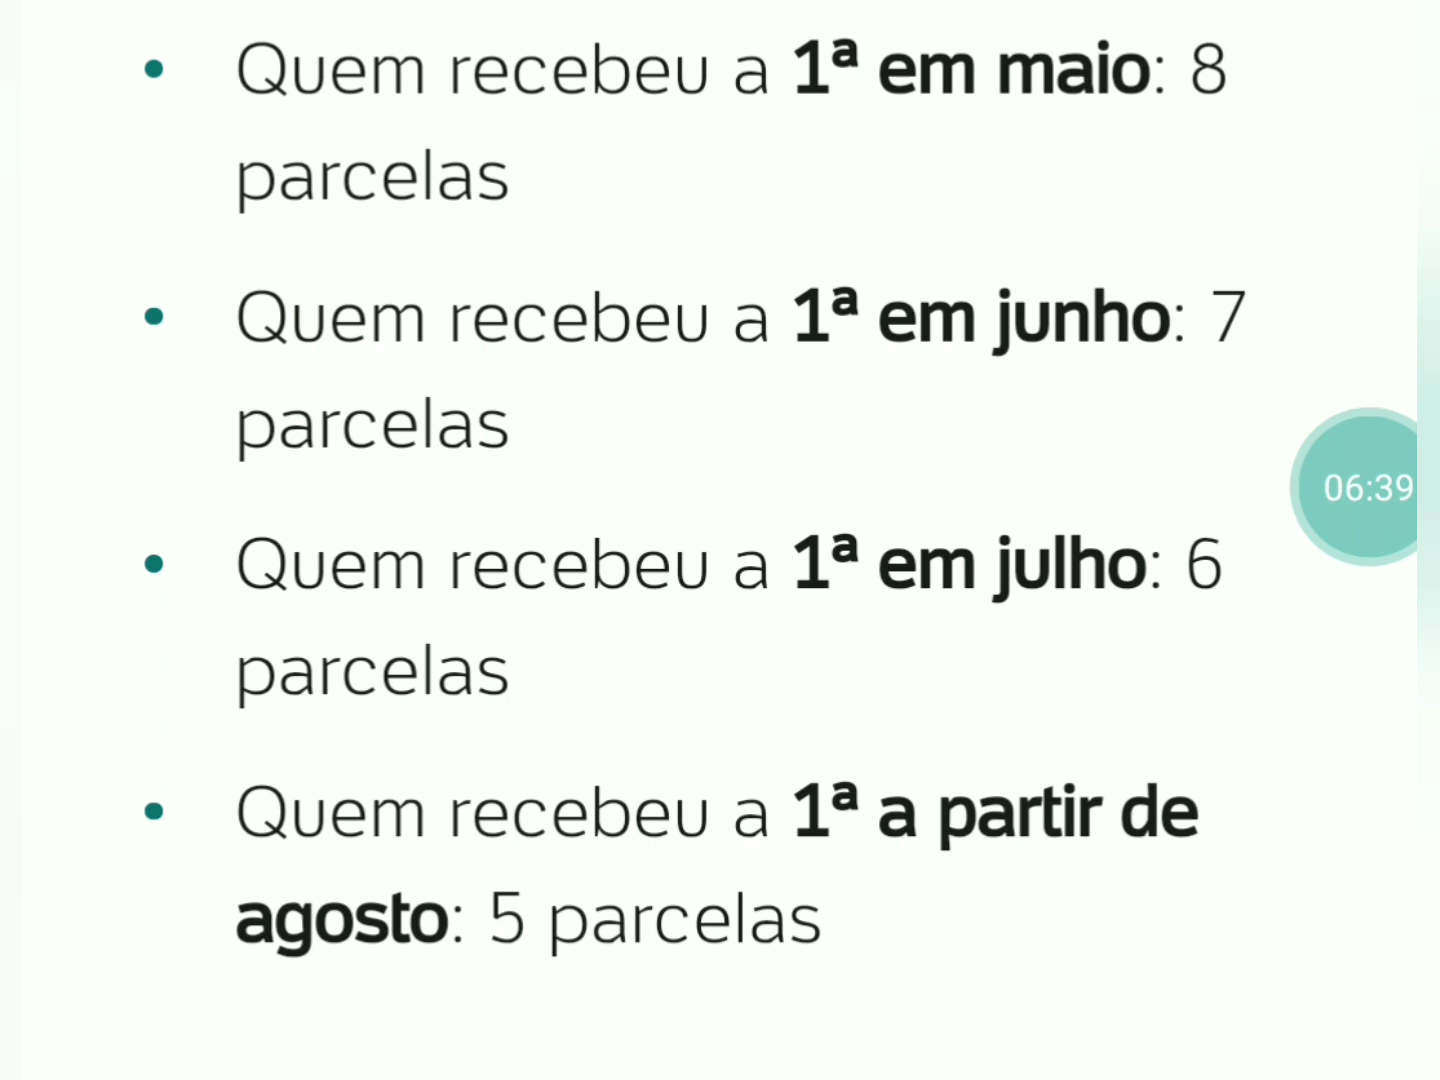 • Quem recebeu a 1ª em maio: 8
parcelas
• Quem recebeu a 1ª em junho: 7
parcelas
06:39
• Quem recebeu a 1ª em julho: 6
parcelas
• Quem recebeu a 1ª a partir de
agosto: 5 parcelas